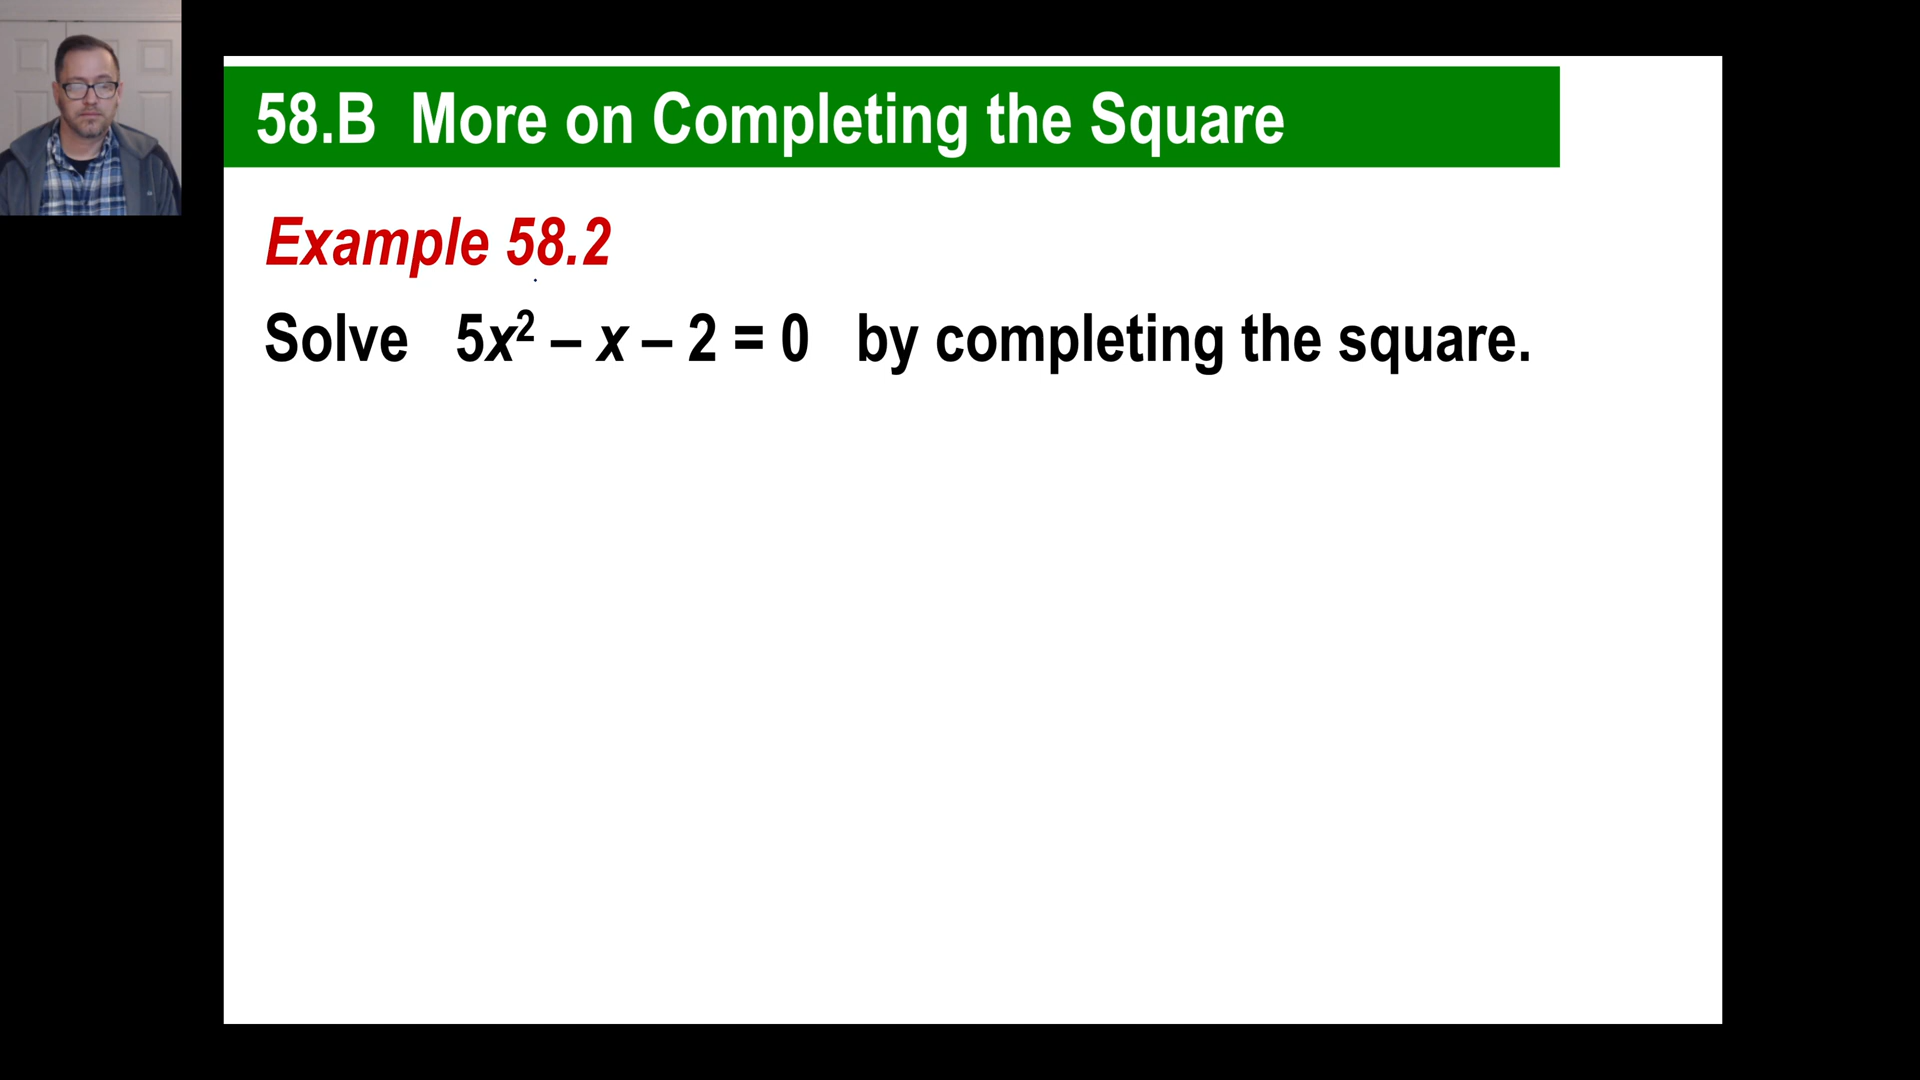 58.B More on Completing the Square
Example 58.2
Solve 5x² – x – 2 = 0 by completing the square.